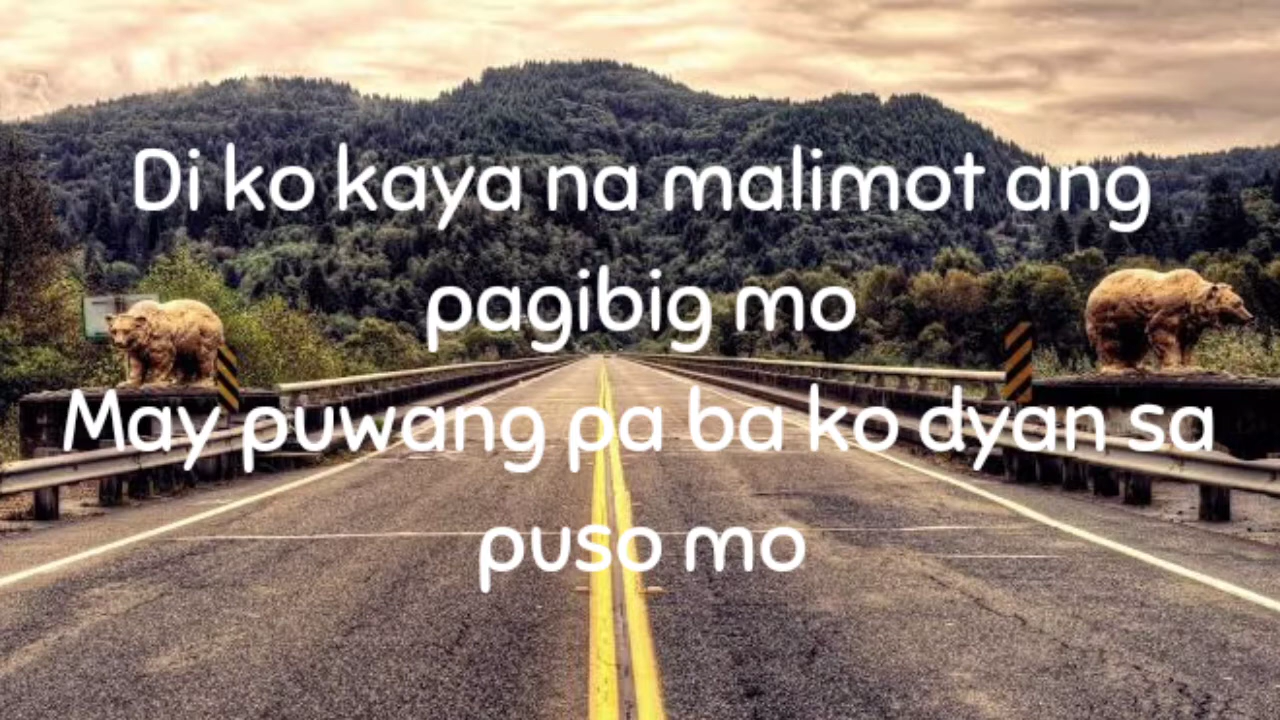 Di ko kaya na malimot ang
pagibig mo
May puwang pa ba ko dyan sa
puso mo